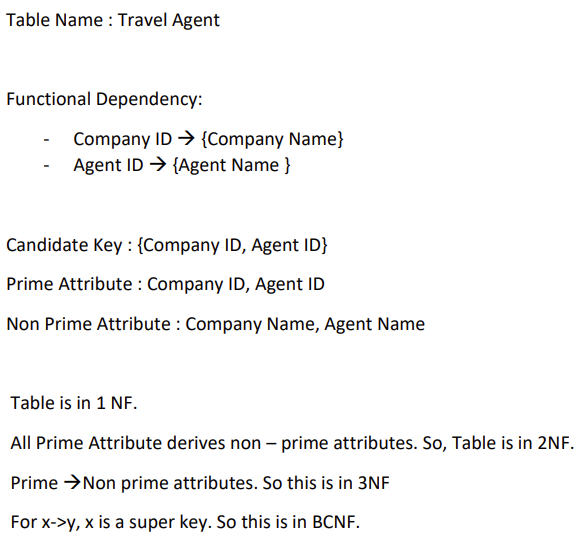 Table Name : Travel Agent
Functional Dependency:
- Company ID → {Company Name}
- Agent ID → {Agent Name }
Candidate Key : {Company ID, Agent ID}
Prime Attribute : Company ID, Agent ID
Non Prime Attribute : Company Name, Agent Name
Table is in 1 NF.
All Prime Attribute derives non – prime attributes. So, Table is in 2NF.
Prime →Non prime attributes. So this is in 3NF
For x->y, x is a super key. So this is in BCNF.